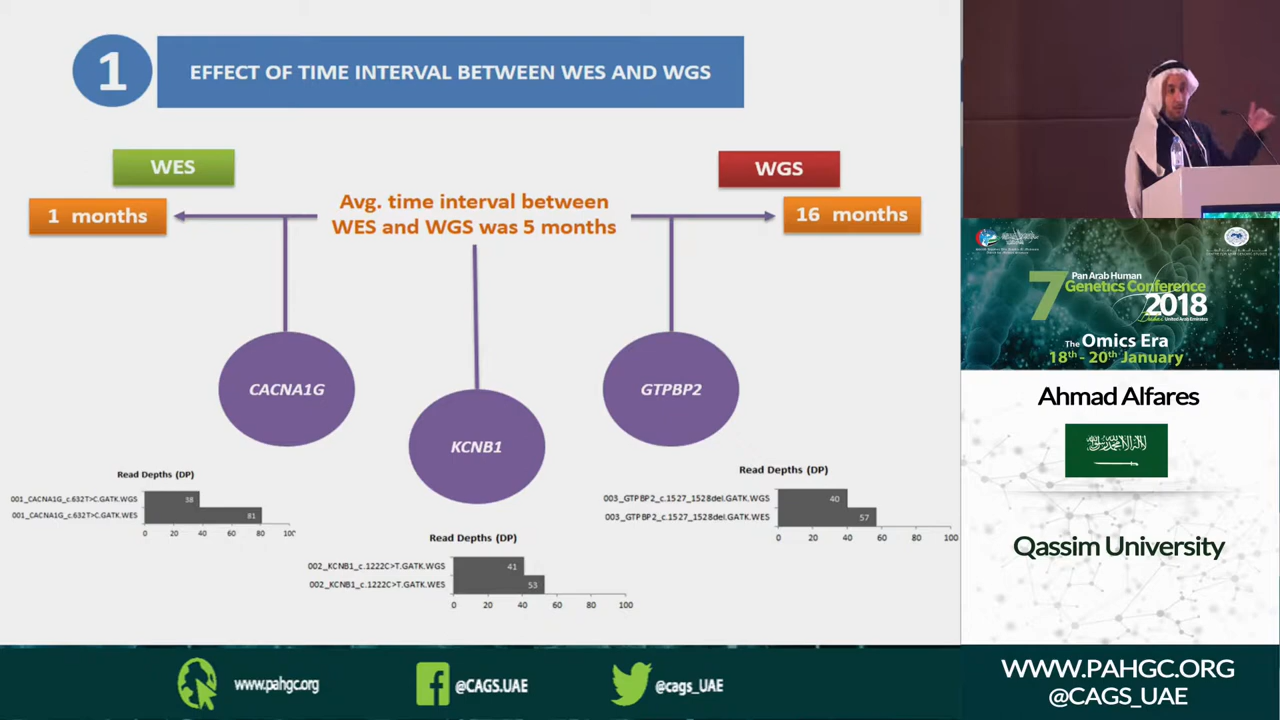 1
EFFECT OF TIME INTERVAL BETWEEN WES AND WGS
WES
WGS
1 months
Avg. time interval between
WES and WGS was 5 months
16 months
CACNA1G
KCNB1
GTPBP2
Read Depths (DP)
001_CACNA1G_c.632T>C.GATK.WGS
38
001_CACNA1G_c.632T>C.GATK.WES
81
0 20 40 60 80
Read Depths (DP)
002_KCNB1_c.1222C>T.GATK.WGS
41
002_KCNB1_c.1222C>T.GATK.WES
53
0 20 40 60 80 100
Read Depths (DP)
003_GTPBP2_c.1527_1528del.GATK.WGS
40
003_GTPBP2_c.1527_1528del.GATK.WES
57
0 20 40 60 80 100
7
Pan Arab Human
Genetics Conference
2018
Dubai United Arab Emirates
The Omics Era
18th - 20th January
Ahmad Alfares
لا إله إلا الله محمد رسول الله
Qassim University
www.pahgc.org
@CAGS.UAE
@cags_UAE
WWW.PAHGC.ORG
@CAGS_UAE